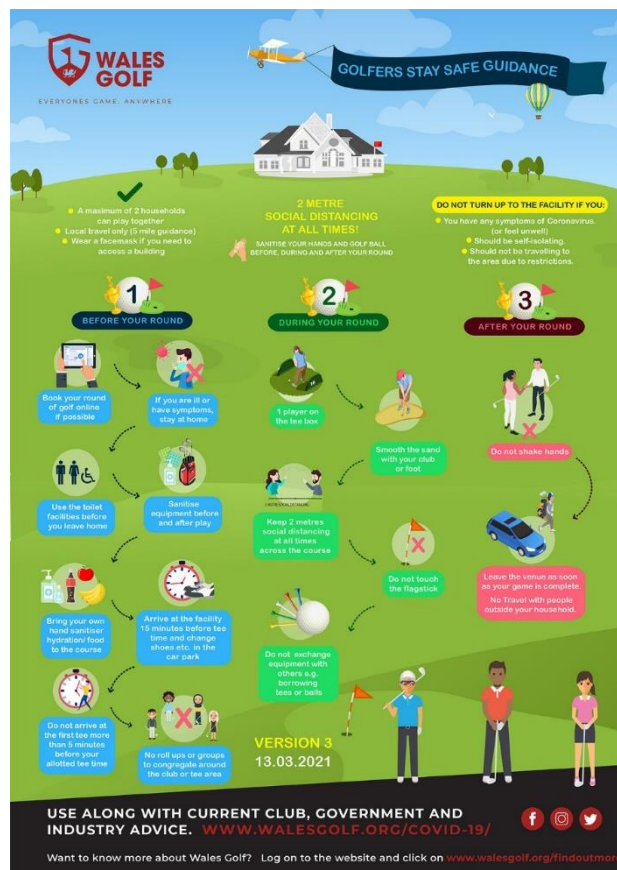 WALES
GOLF
EVERYONES GAME. ANYWHERE
GOLFERS STAY SAFE GUIDANCE
A maximum of 2 households
can play together
Local travel only (5 mile guidance)
Wear a facemask if you need to
access a building
2 METRE
SOCIAL DISTANCING
AT ALL TIMES!
SANITISE YOUR HANDS AND GOLF BALL
BEFORE, DURING AND AFTER YOUR ROUND
DO NOT TURN UP TO THE FACILITY IF YOU:
You have any symptoms of Coronavirus.
(or feel unwell)
Should be self-isolating.
Should not be travelling to
the area due to restrictions.
1
BEFORE YOUR ROUND
Book your round
of golf online
if possible
If you are ill or
have symptoms,
stay at home
Use the toilet
facilities before
you leave home
Sanitise
equipment before
and after play
Bring your own
hand sanitiser
hydration/ food
to the course
Arrive at the facility
15 minutes before tee
time and change
shoes etc. in the
car park
Do not arrive at
the first tee more
than 5 minutes
before your
allotted tee time
No roll ups or groups
to congregate around
the club or tee area
2
DURING YOUR ROUND
1 player on
the tee box
Smooth the sand
with your club
or foot
Keep 2 metres
social distancing
at all times
across the course
Do not touch
the flagstick
Do not exchange
equipment with
others e.g.
borrowing
tees or balls
3
AFTER YOUR ROUND
Do not shake hands
Leave the venue as soon
as your game is complete.
No Travel with people
outside your household.
VERSION 3
13.03.2021
USE ALONG WITH CURRENT CLUB, GOVERNMENT AND
INDUSTRY ADVICE. WWW.WALESGOLF.ORG/COVID-19/
Want to know more about Wales Golf? Log on to the website and click on www.walesgolf.org/findoutmor